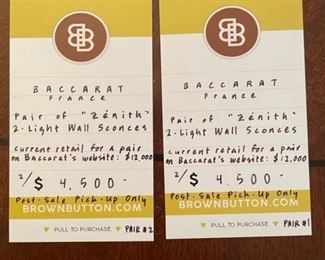 BB
BACCARAT
France
Pair of "Zénith"
2-Light Wall Sconces
current retail for a pair
on Baccarat's website: $12,000
2/$ 4,500-
Post-Sale Pick-Up Only
BROWNBUTTON.COM
PULL TO PURCHASE
PAIR #2
BB
BACCARAT
France
Pair of "Zénith"
2-Light Wall Sconces
current retail for a pair
on Baccarat's website: $12,000
2/$ 4,500-
Post-Sale Pick-Up Only
BROWNBUTTON.COM
PULL TO PURCHASE
PAIR #1